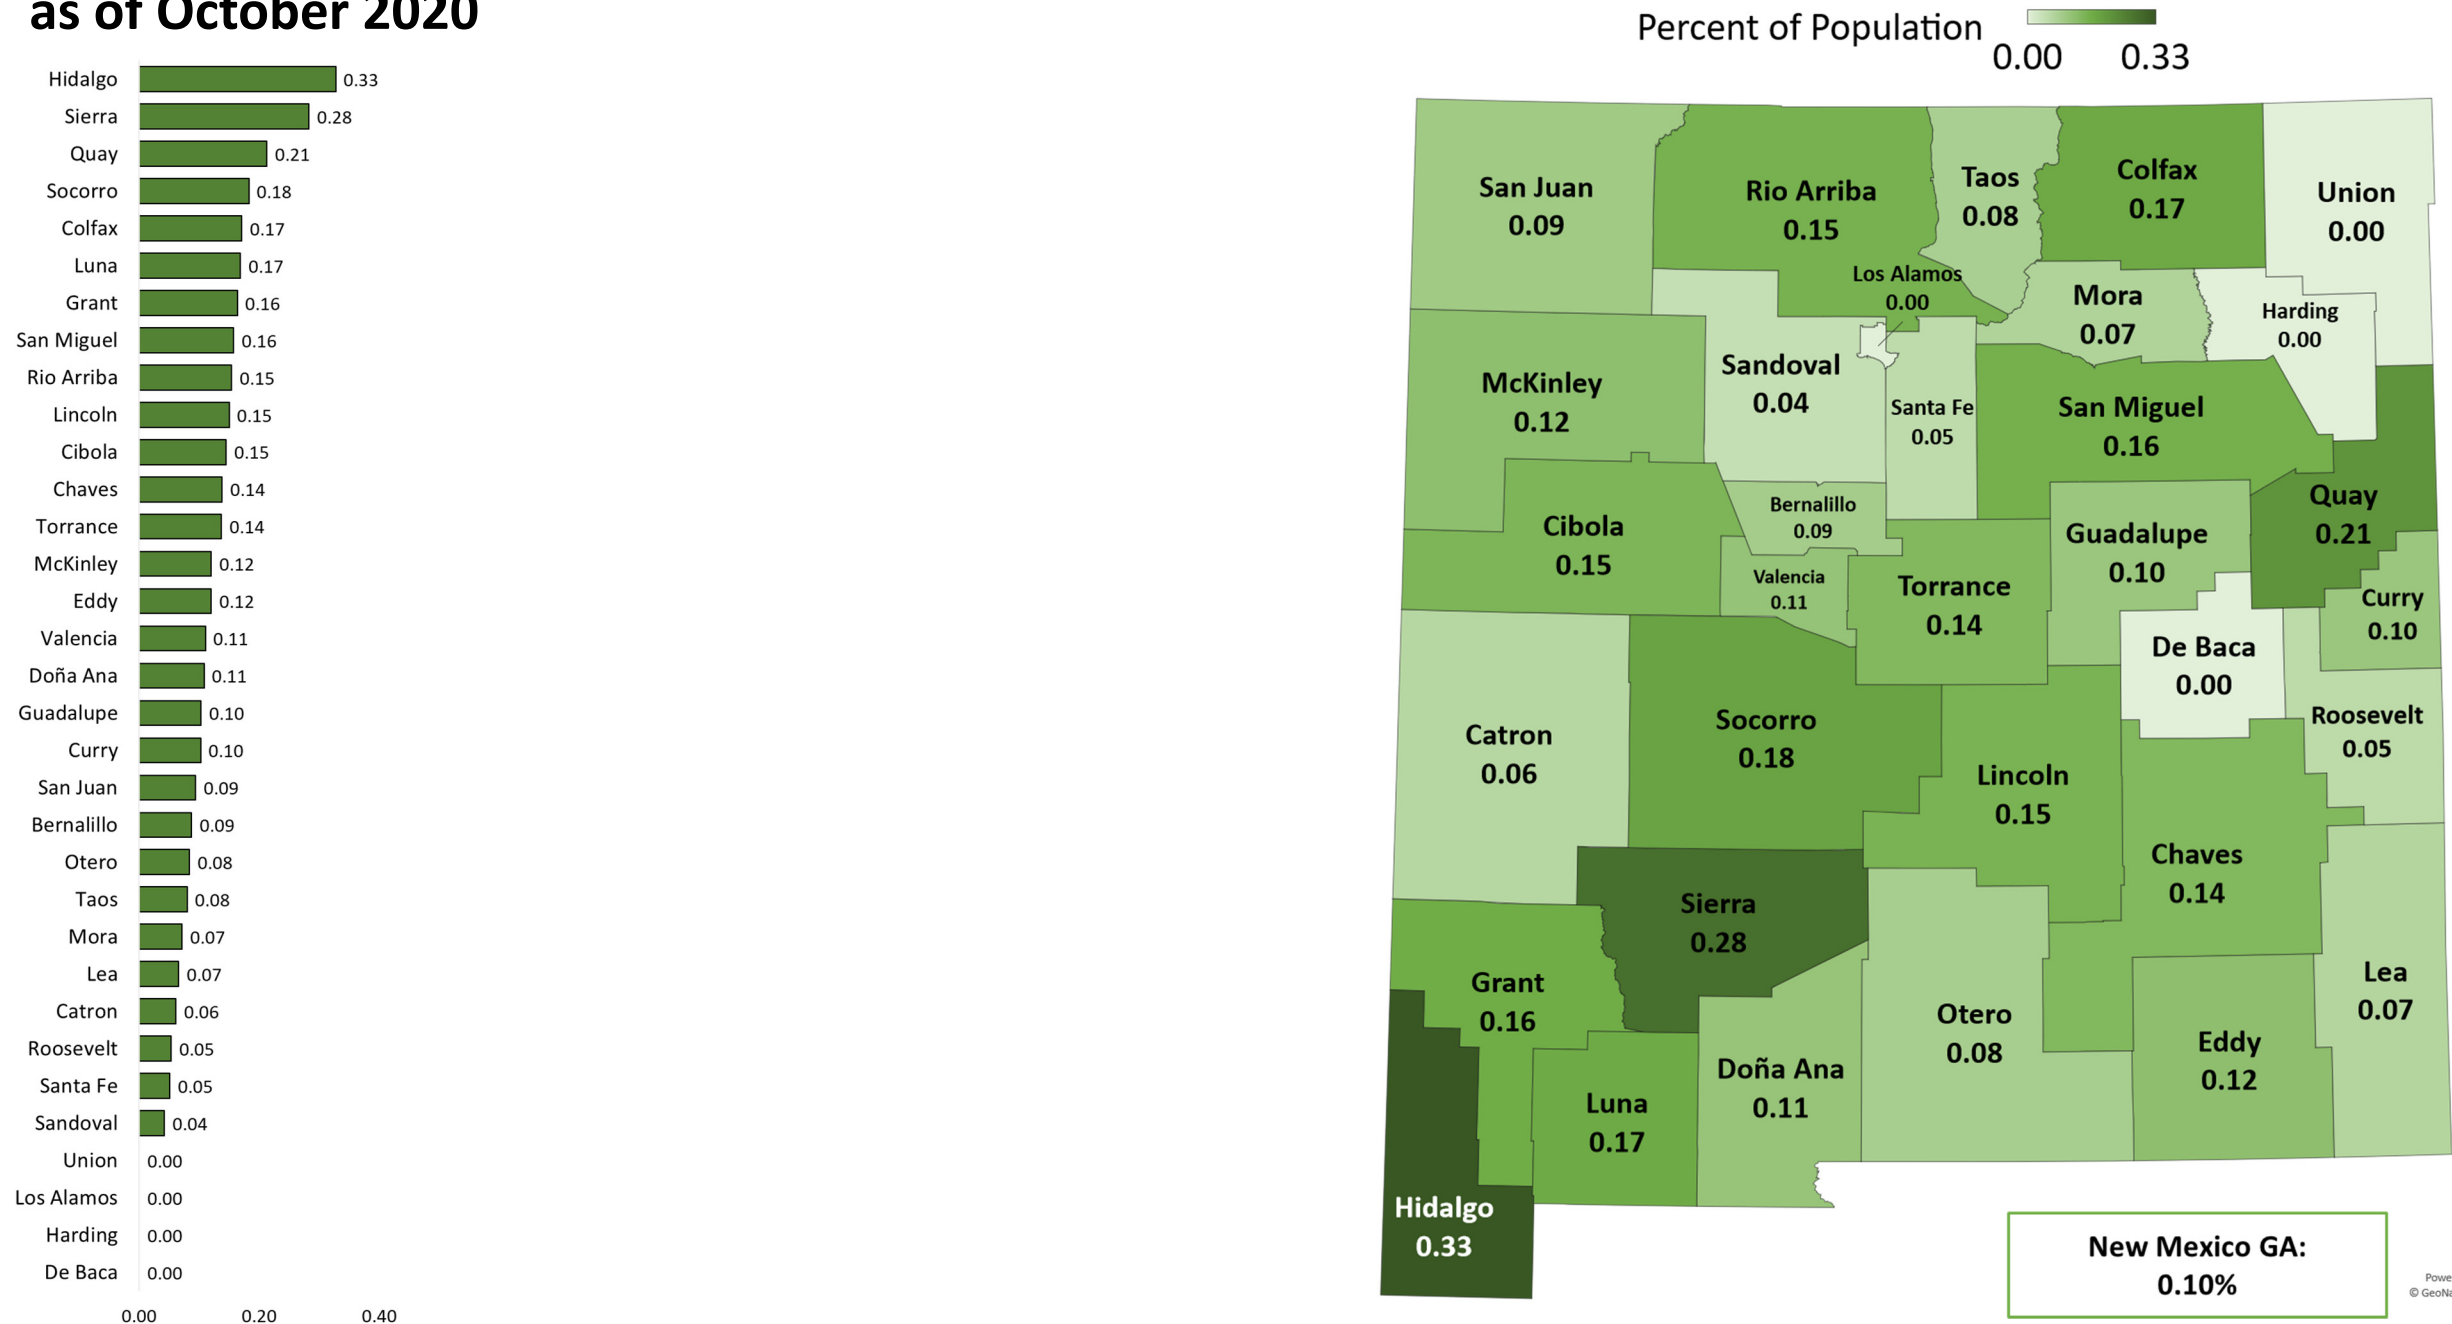 as of October 2020
Hidalgo 0.33
Sierra 0.28
Quay 0.21
Socorro 0.18
Colfax 0.17
Luna 0.17
Grant 0.16
San Miguel 0.16
Rio Arriba 0.15
Lincoln 0.15
Cibola 0.15
Chaves 0.14
Torrance 0.14
McKinley 0.12
Eddy 0.12
Valencia 0.11
Doña Ana 0.11
Guadalupe 0.10
Curry 0.10
San Juan 0.09
Bernalillo 0.09
Otero 0.08
Taos 0.08
Mora 0.07
Lea 0.07
Catron 0.06
Roosevelt 0.05
Santa Fe 0.05
Sandoval 0.04
Union 0.00
Los Alamos 0.00
Harding 0.00
De Baca 0.00
0.00 0.20 0.40
Percent of Population
0.00 0.33
San Juan
0.09
Rio Arriba
0.15
Taos
0.08
Colfax
0.17
Union
0.00
Los Alamos
0.00
Mora
0.07
Harding
0.00
McKinley
0.12
Sandoval
0.04
Santa Fe
0.05
San Miguel
0.16
Quay
0.21
Cibola
0.15
Bernalillo
0.09
Valencia
0.11
Torrance
0.14
Guadalupe
0.10
Curry
0.10
De Baca
0.00
Roosevelt
0.05
Catron
0.06
Socorro
0.18
Lincoln
0.15
Chaves
0.14
Sierra
0.28
Grant
0.16
Otero
0.08
Lea
0.07
Eddy
0.12
Doña Ana
0.11
Luna
0.17
Hidalgo
0.33
New Mexico GA:
0.10%
Powe
© GeoNa